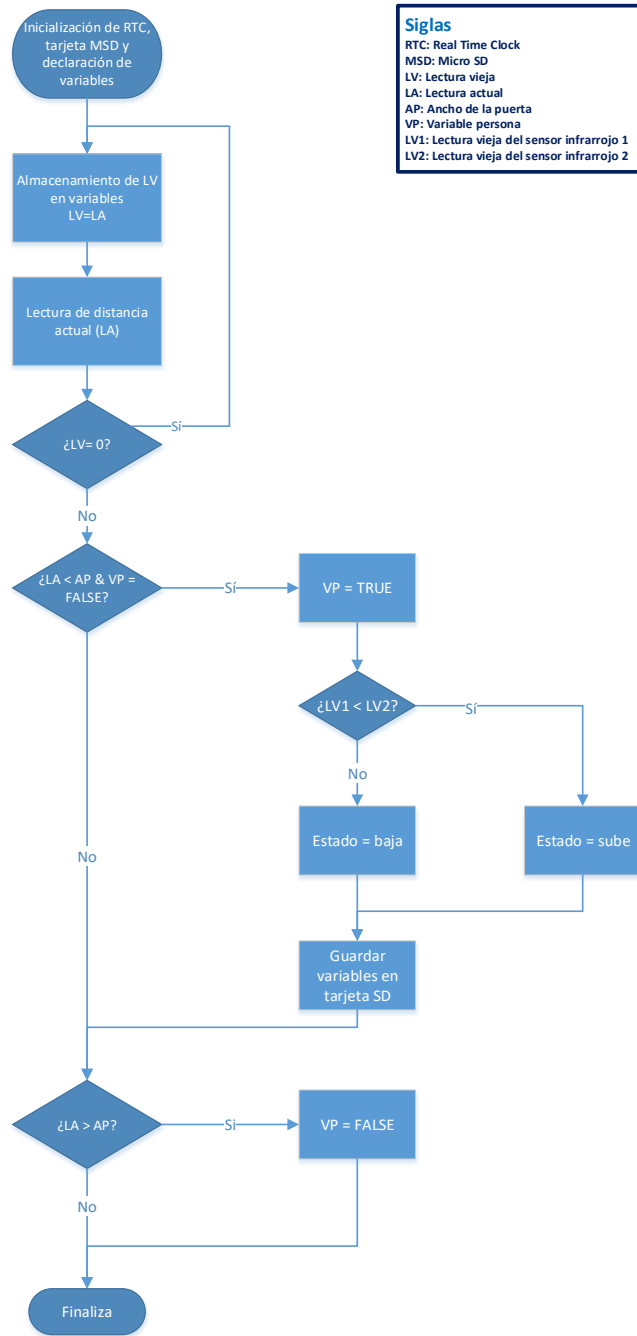 Inicialización de RTC,
tarjeta MSD y
declaración de
variables
Siglas
RTC: Real Time Clock
MSD: Micro SD
LV: Lectura vieja
LA: Lectura actual
AP: Ancho de la puerta
VP: Variable persona
LV1: Lectura vieja del sensor infrarrojo 1
LV2: Lectura vieja del sensor infrarrojo 2
Almacenamiento de LV
en variables
LV=LA
Lectura de distancia
actual (LA)
¿LV= 0?
Sí
No
¿LA < AP & VP =
FALSE?
Sí
VP = TRUE
¿LV1 < LV2?
Sí
No
Estado = baja
Estado = sube
No
Guardar
variables en
tarjeta SD
¿LA > AP?
Si
VP = FALSE
No
Finaliza